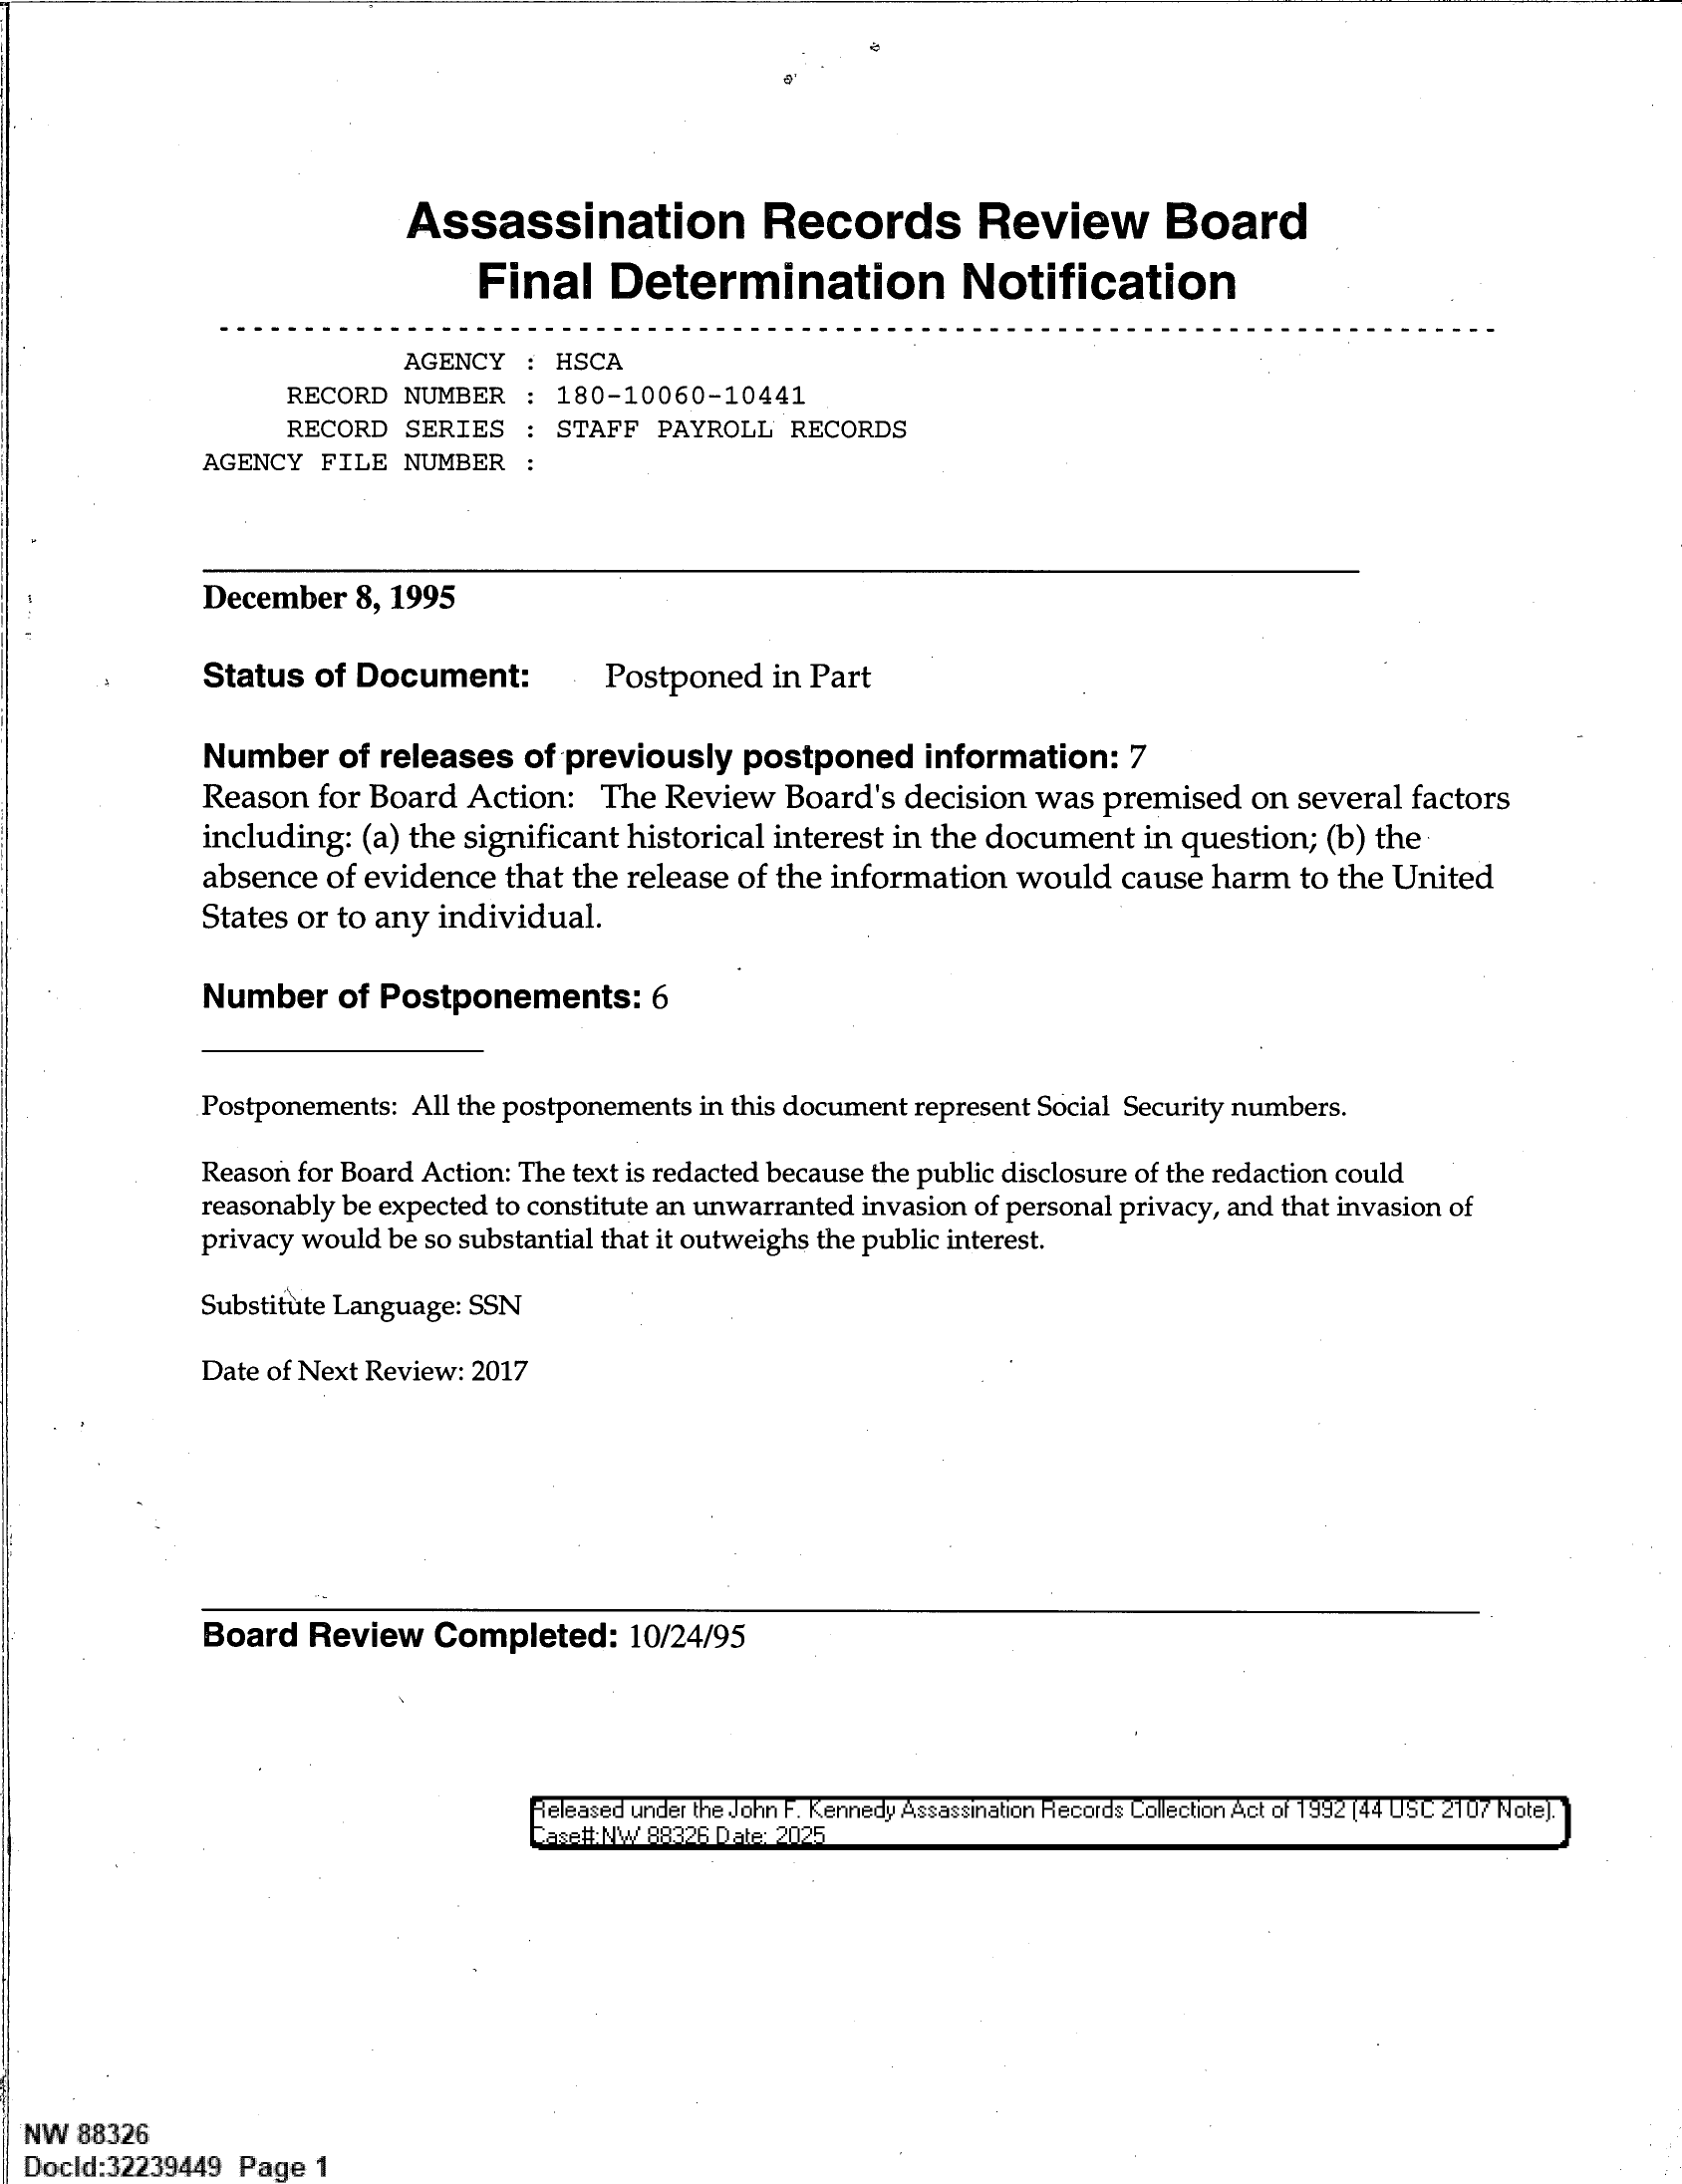 Assassination Records Review Board
Final Determination Notification
AGENCY : HSCA
RECORD NUMBER : 180-10060-10441
RECORD SERIES : STAFF PAYROLL RECORDS
AGENCY FILE NUMBER :
December 8, 1995
Status of Document: Postponed in Part
Number of releases of previously postponed information: 7
Reason for Board Action: The Review Board's decision was premised on several factors
including: (a) the significant historical interest in the document in question; (b) the
absence of evidence that the release of the information would cause harm to the United
States or to any individual.
Number of Postponements: 6
Postponements: All the postponements in this document represent Social Security numbers.
Reason for Board Action: The text is redacted because the public disclosure of the redaction could
reasonably be expected to constitute an unwarranted invasion of personal privacy, and that invasion of
privacy would be so substantial that it outweighs the public interest.
Substitute Language: SSN
Date of Next Review: 2017
Board Review Completed: 10/24/95
Released under the John F. Kennedy Assassination Records Collection Act of 1992 (44 USC 2107 Note).
Case#:NW 88326 Date: 2025
NW 88326
DocId:32239449 Page 1